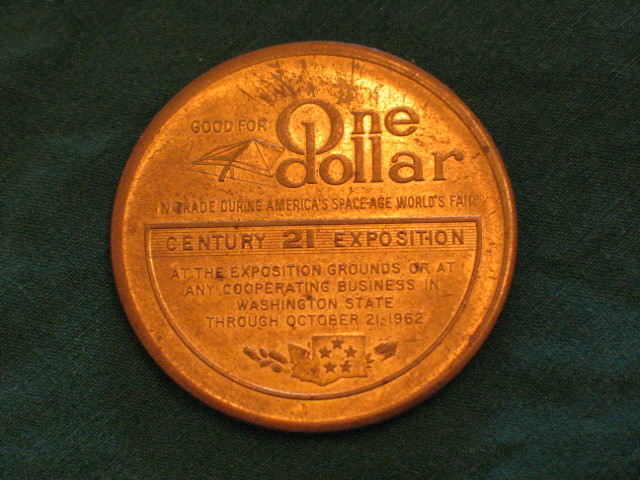 GOOD FOR One
dollar
IN TRADE DURING AMERICA'S SPACE-AGE WORLD'S FAIR
CENTURY 21 EXPOSITION
AT THE EXPOSITION GROUNDS OR AT
ANY COOPERATING BUSINESS IN
WASHINGTON STATE
THROUGH OCTOBER 21, 1962